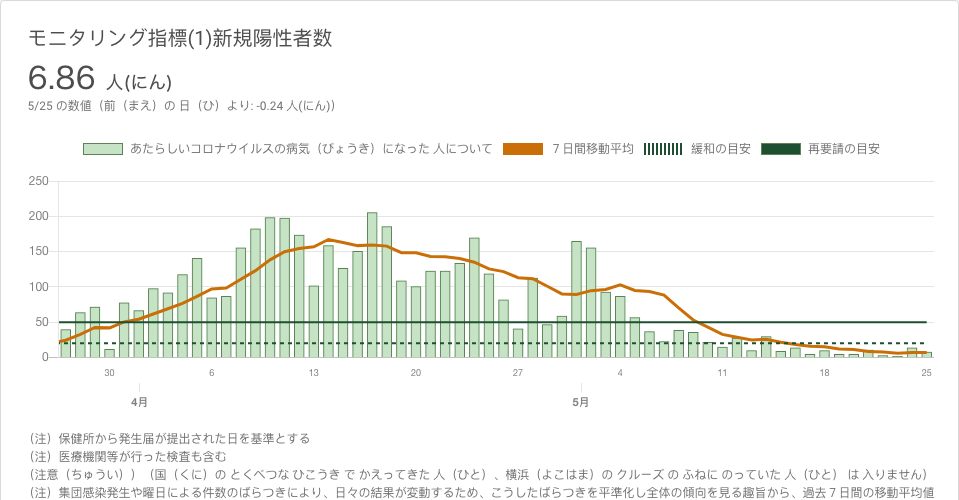 モニタリング指標(1)新規陽性者数
6.86 人(にん)
5/25 の数値（前（まえ）の 日（ひ）より: -0.24 人(にん)）
あたらしいコロナウイルスの病気（びょうき）になった 人について 7 日間移動平均 緩和の目安 再要請の目安
250
200
150
100
50
0
30 6 13 20 27 4 11 18 25
4月 5月
（注）保健所から発生届が提出された日を基準とする
（注）医療機関等が行った検査も含む
（注意（ちゅうい））（国（くに）の とくべつな ひこうき で かえってきた 人（ひと）、横浜（よこはま）の クルーズ の ふねに のっていた 人（ひと） は 入りません）
（注）集団感染発生や曜日による件数のばらつきにより、日々の結果が変動するため、こうしたばらつきを平準化し全体の傾向を見る趣旨から、過去７日間の移動平均値